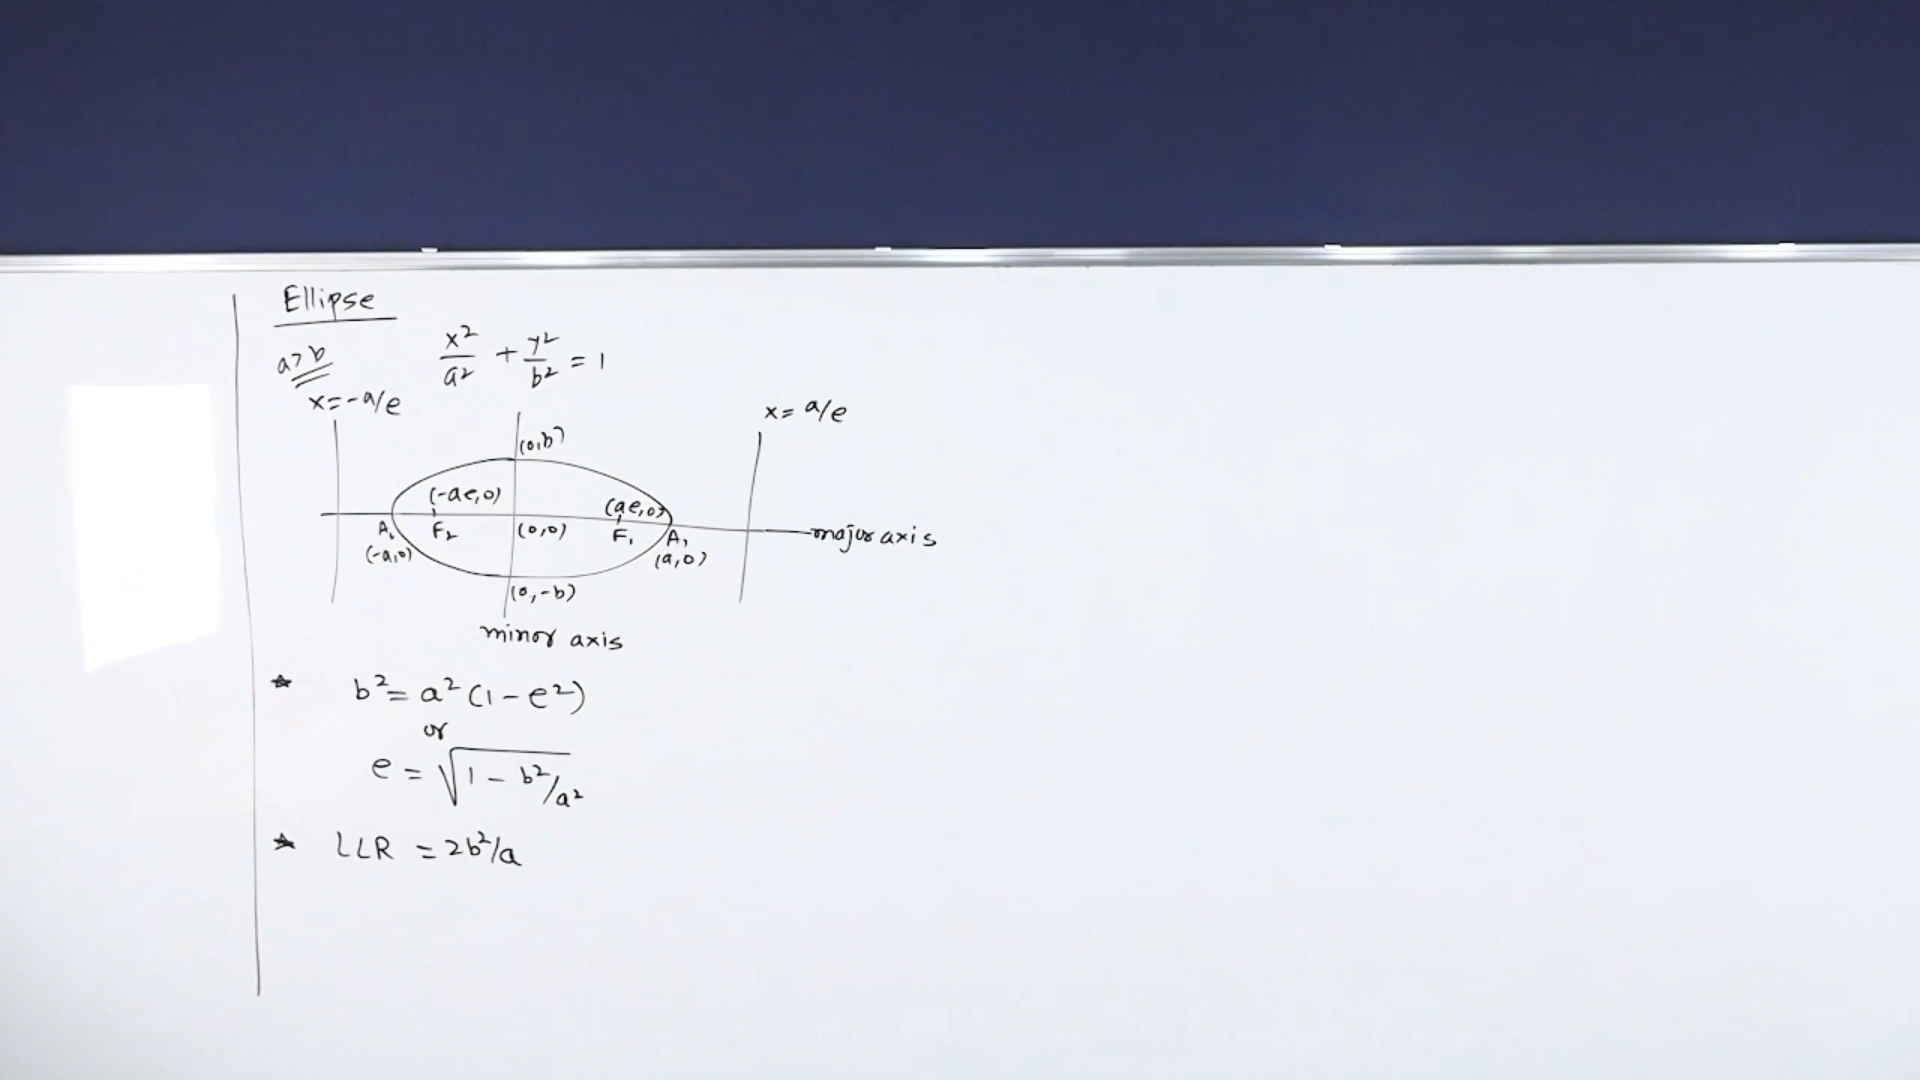 Ellipse
a>b
x²/a² + y²/b² = 1
x=-a/e
x= a/e
(0,b)
(-ae,0)
(ae,0)
A₂
F₂
(0,0)
F₁
A₁
major axis
(-a,0)
(a,0)
(0,-b)
minor axis
* b²= a² (1-e²)
or
e = √1 - b²/a²
* LLR = 2b²/a